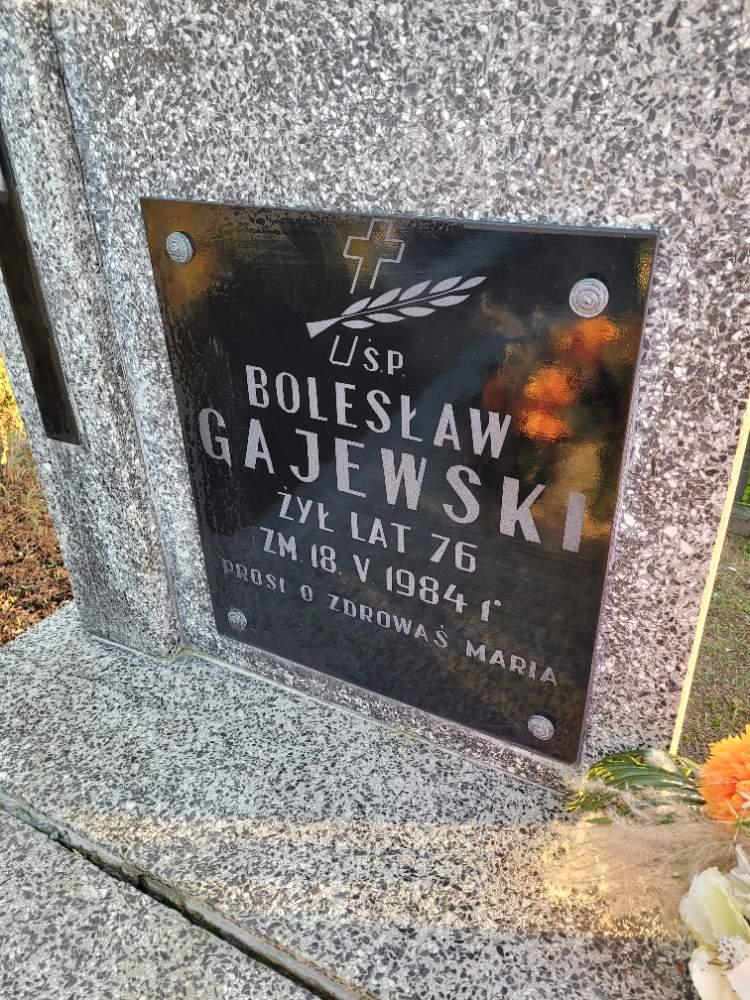 Ś.P.
BOLESŁAW
GAJEWSKI
ŻYŁ LAT 76
ZM. 18. V. 1984 r
PROSI O ZDROWAŚ MARIA